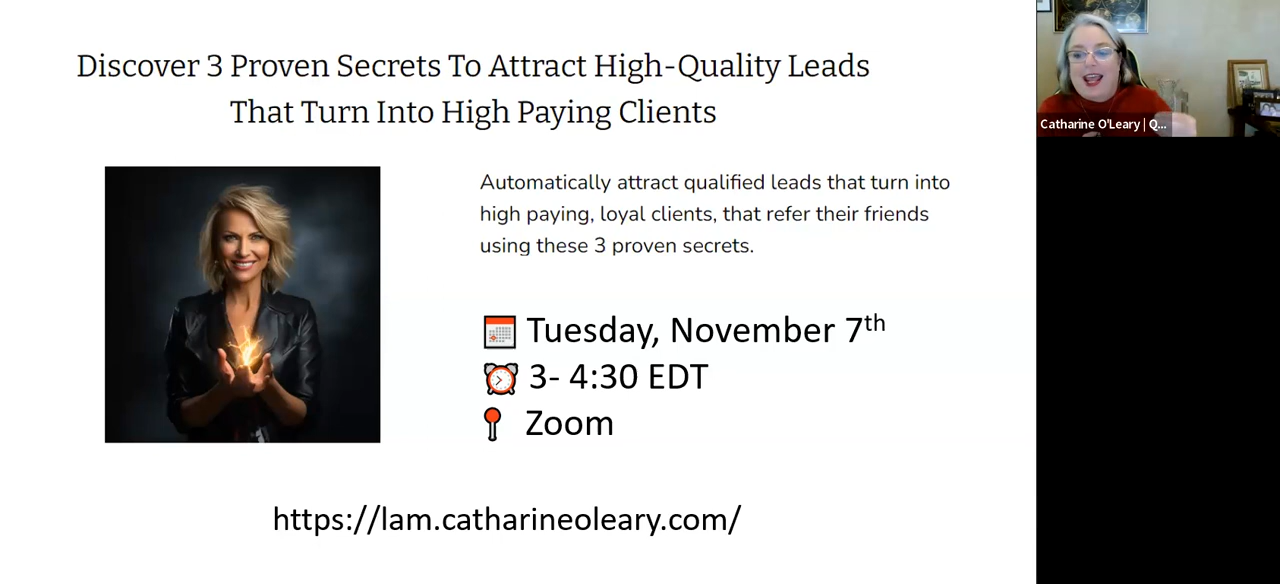 Discover 3 Proven Secrets To Attract High-Quality Leads
That Turn Into High Paying Clients
Automatically attract qualified leads that turn into
high paying, loyal clients, that refer their friends
using these 3 proven secrets.
Tuesday, November 7th
3- 4:30 EDT
Zoom
https://lam.catharineoleary.com/
Catharine O'Leary | Q...